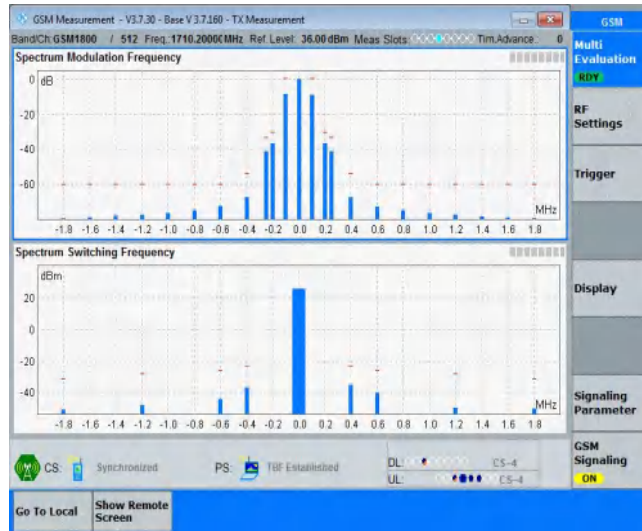 GSM Measurement - V3.7.30 - Base V 3.7.160 - TX Measurement
GSM
Band/Ch: GSM1800 / 512 Freq.: 1710.2000 MHz Ref. Level: 36.00 dBm Meas Slots: Tim.Advance: 0
Multi
Evaluation
RDY
Spectrum Modulation Frequency
dB
0
-20
-40
-60
MHz
-1.8 -1.6 -1.4 -1.2 -1.0 -0.8 -0.6 -0.4 -0.2 0.0 0.2 0.4 0.6 0.8 1.0 1.2 1.4 1.6 1.8
RF
Settings
Trigger
Spectrum Switching Frequency
dBm
20
0
-20
-40
MHz
-1.8 -1.6 -1.4 -1.2 -1.0 -0.8 -0.6 -0.4 -0.2 0.0 0.2 0.4 0.6 0.8 1.0 1.2 1.4 1.6 1.8
Display
Signaling
Parameter
CS: Synchronized PS: TBF Established
DL: CS-4
UL: CS-4
GSM
Signaling
ON
Go To Local
Show Remote
Screen